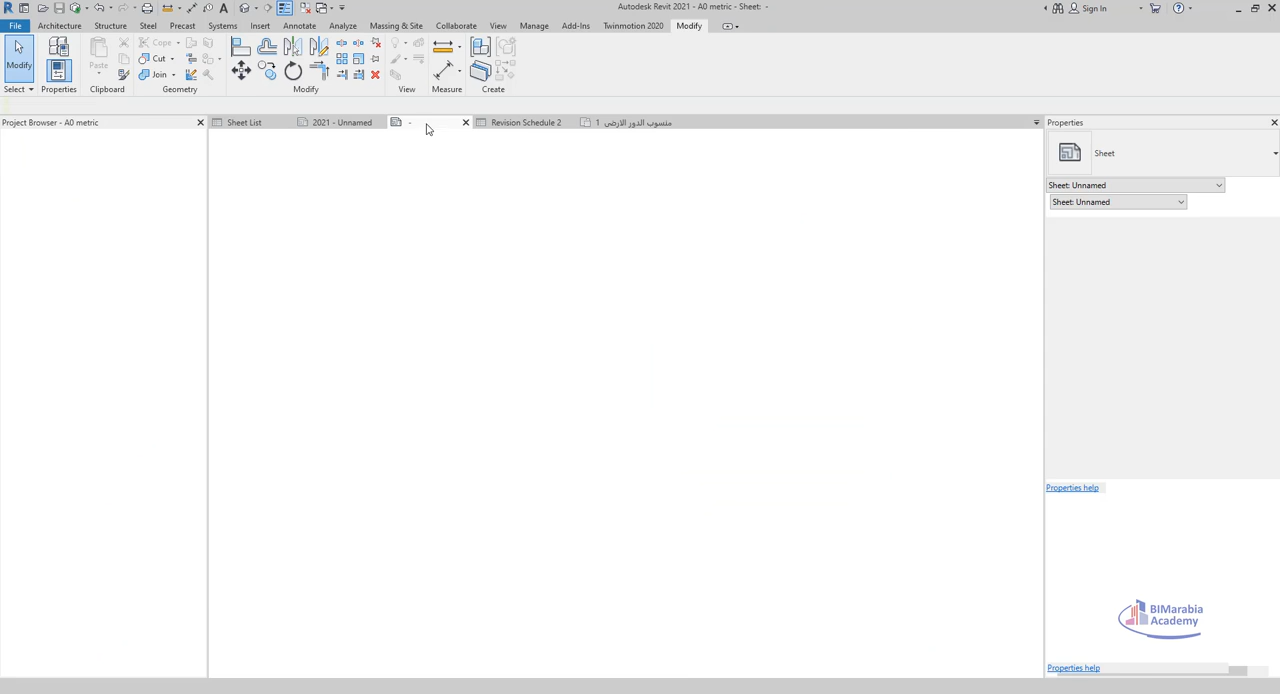 Autodesk Revit 2021 - A0 metric - Sheet: -
Sign In
File Architecture Structure Steel Precast Systems Insert Annotate Analyze Massing & Site Collaborate View Manage Add-Ins Twinmotion 2020 Modify
Modify
Paste
Cope
Cut
Join
Select Properties Clipboard Geometry Modify View Measure Create
Project Browser - A0 metric
Sheet List
2021 - Unnamed
-
Revision Schedule 2
منسوب الدور الارضي 1
Properties
Sheet
Sheet: Unnamed
Sheet: Unnamed
Properties help
BIMarabia
Academy
Properties help